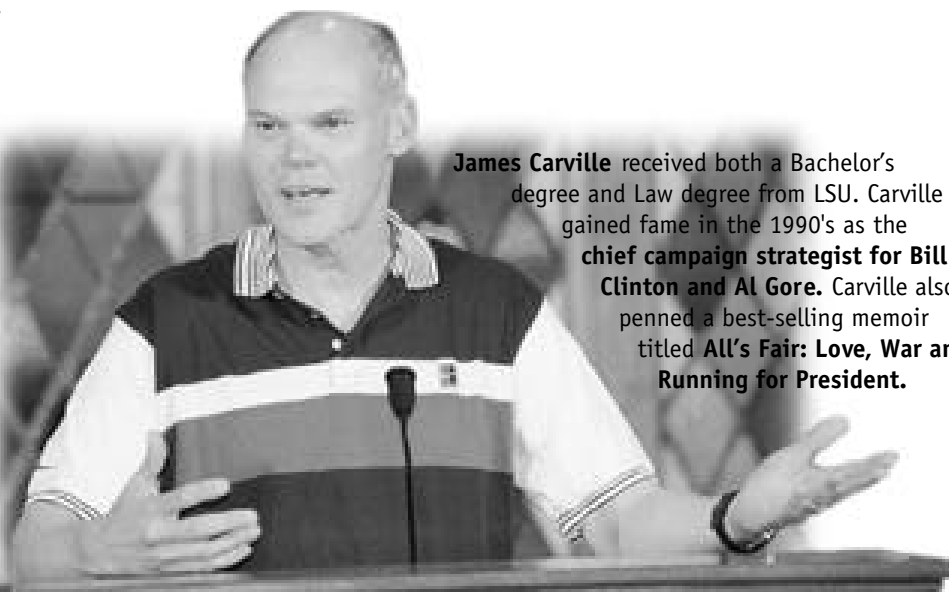 James Carville received both a Bachelor's
degree and Law degree from LSU. Carville
gained fame in the 1990's as the
chief campaign strategist for Bill
Clinton and Al Gore. Carville also
penned a best-selling memoir
titled All's Fair: Love, War
Running for President.